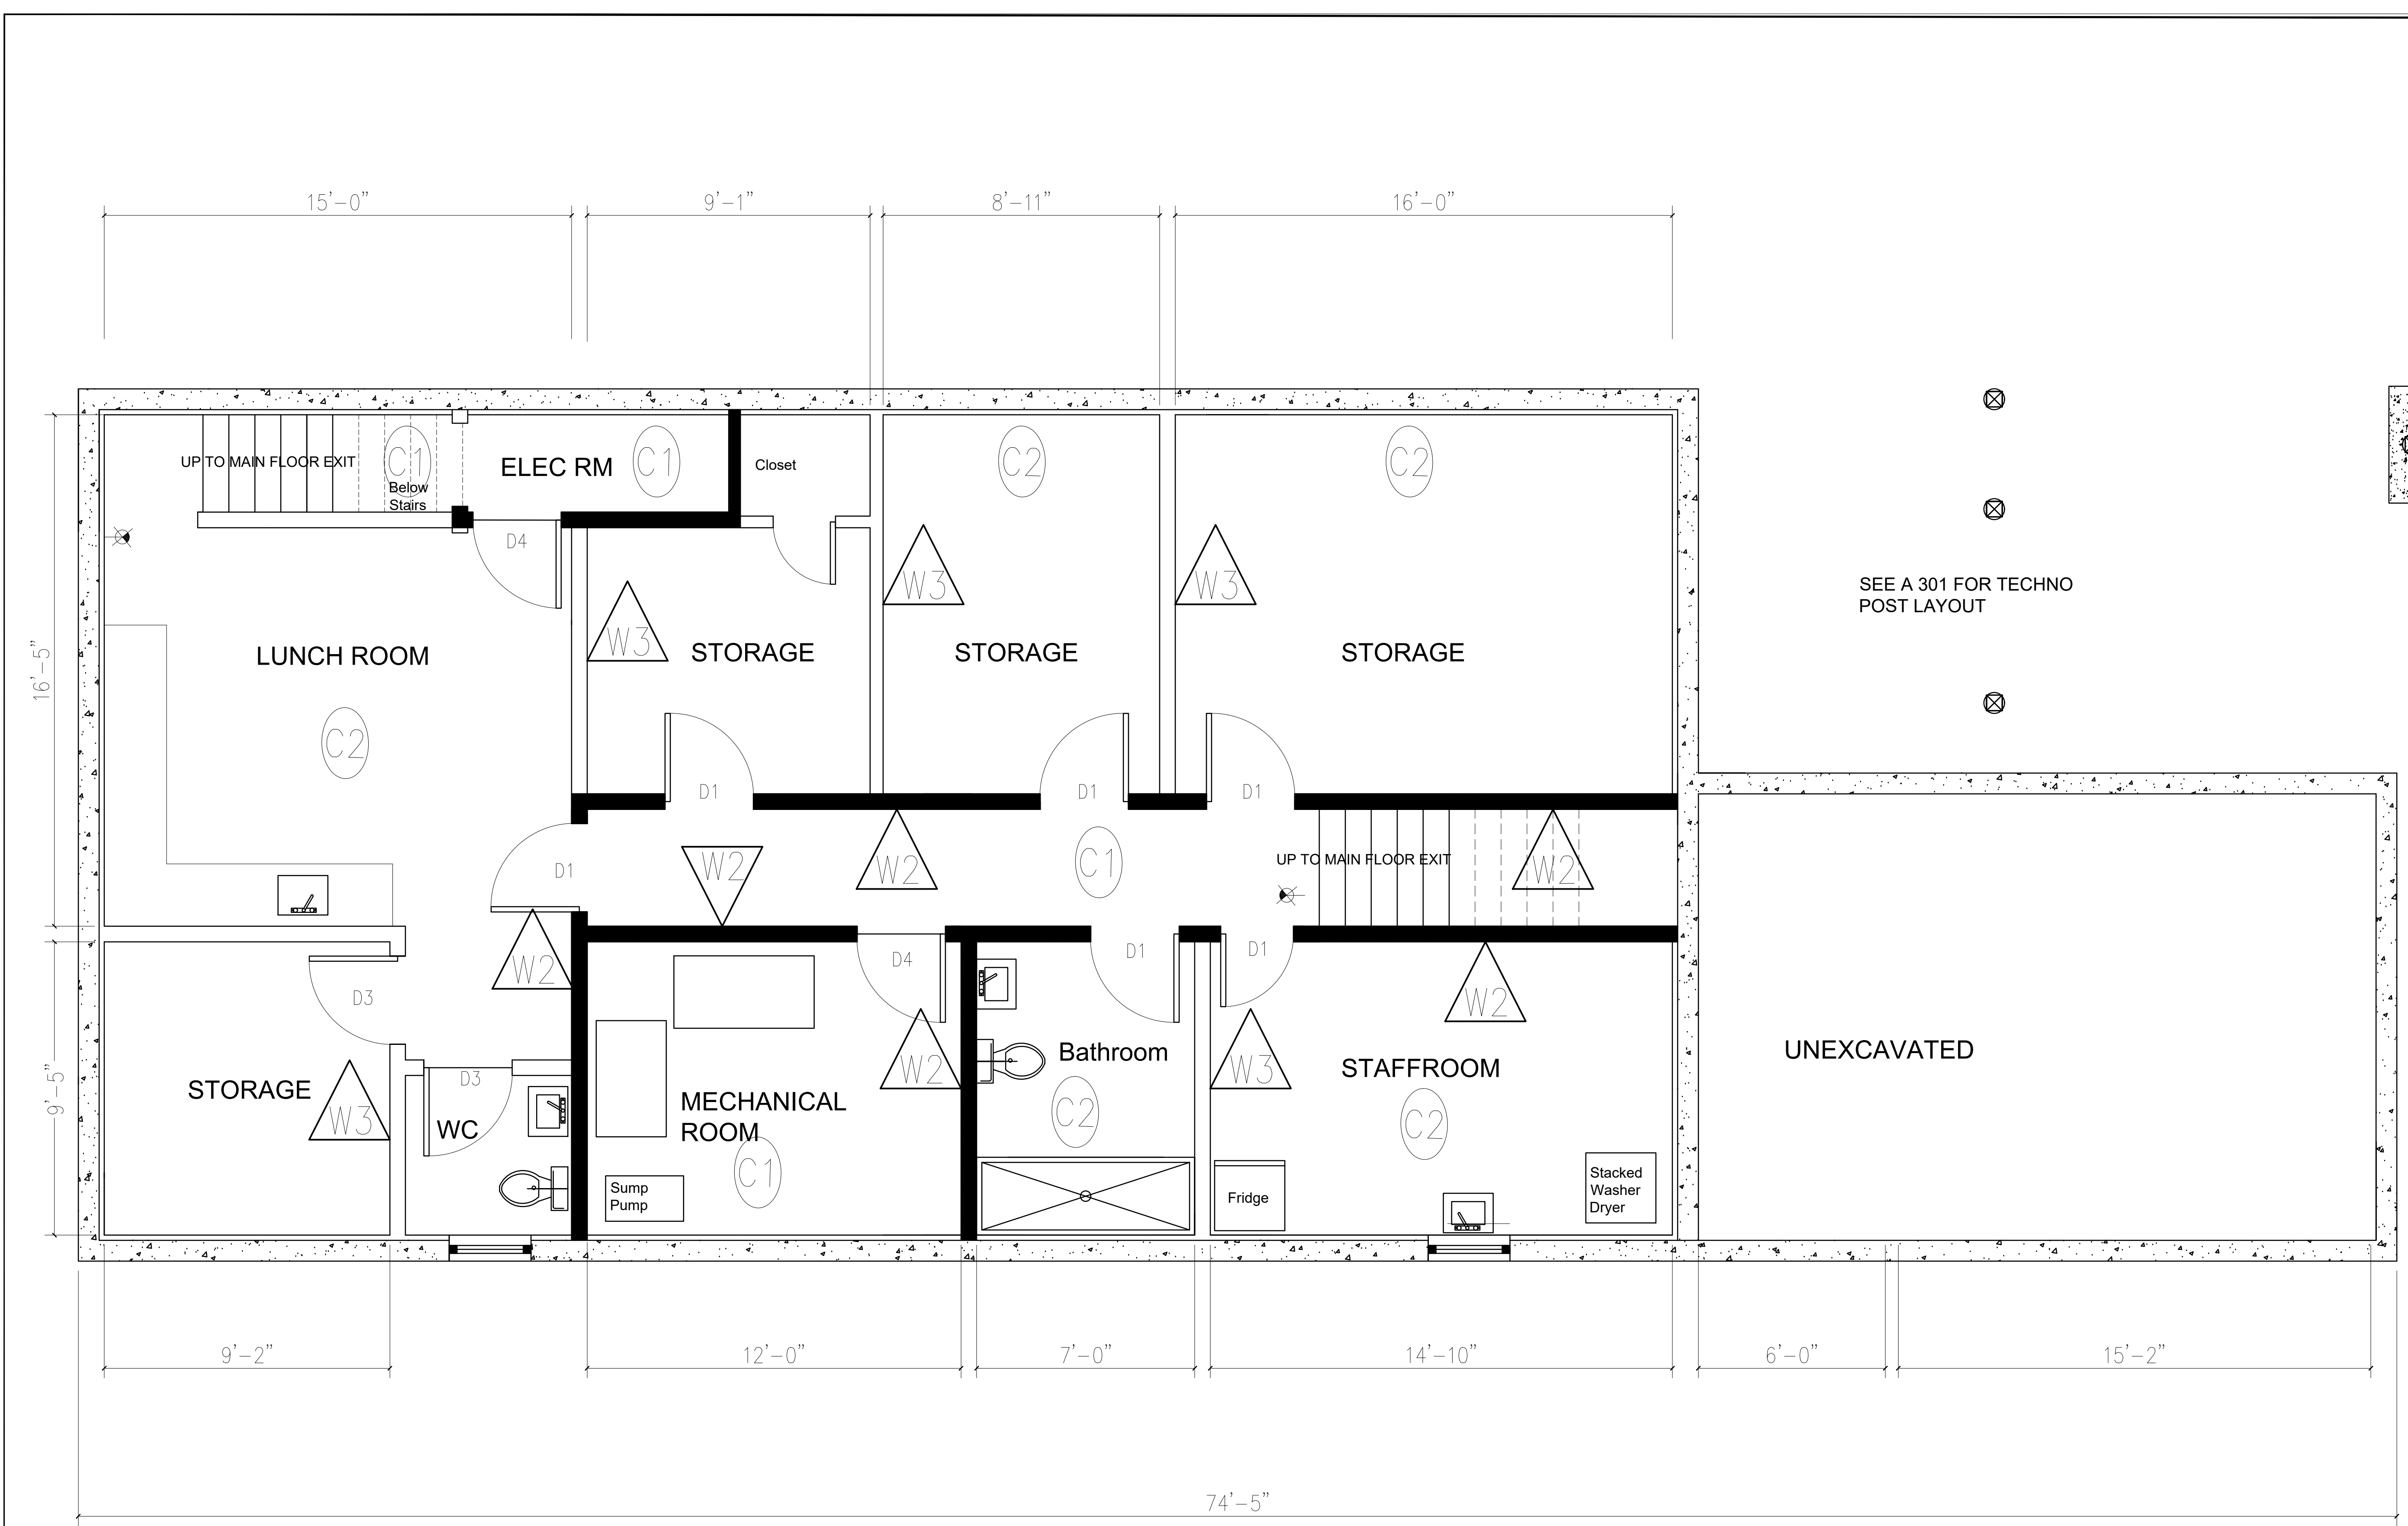 15'-0"
9'-1"
8'-11"
16'-0"
UP TO MAIN FLOOR EXIT
C1
Below
Stairs
ELEC RM
C1
Closet
C2
C2
D4
W3
W3
W3
SEE A 301 FOR TECHNO
POST LAYOUT
16'-5"
LUNCH ROOM
STORAGE
STORAGE
STORAGE
C2
D1
D1
D1
D1
W2
W2
C1
UP TO MAIN FLOOR EXIT
W2
W2
D3
D4
D1
D1
W2
9'-5"
STORAGE
W3
D3
WC
MECHANICAL
ROOM
C1
W2
Bathroom
C2
W3
STAFFROOM
C2
UNEXCAVATED
Sump
Pump
Fridge
Stacked
Washer
Dryer
9'-2"
12'-0"
7'-0"
14'-10"
6'-0"
15'-2"
74'-5"